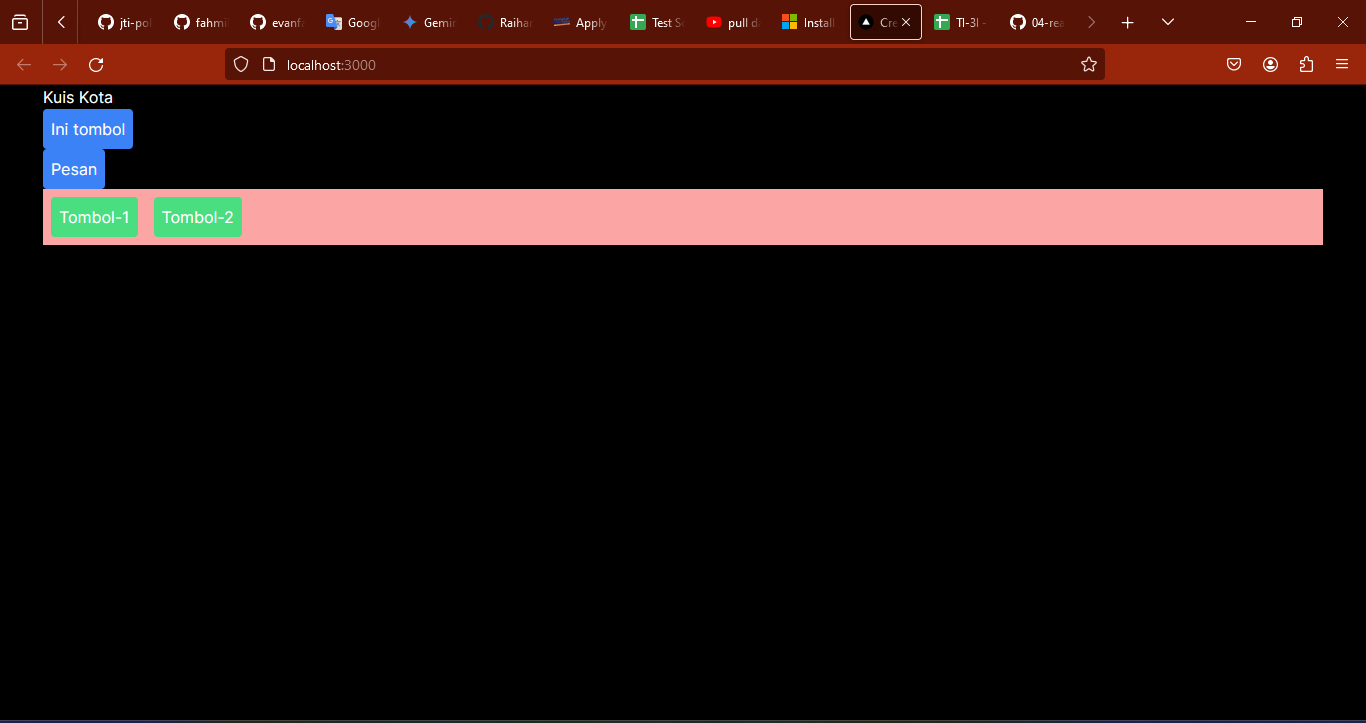 jti-pol
fahmi
evanf
Googl
Gemin
Raihan
Apply
Test S
pull d
Install
Cre
TI-3I -
04-rea
localhost:3000
Kuis Kota
Ini tombol
Pesan
Tombol-1 Tombol-2